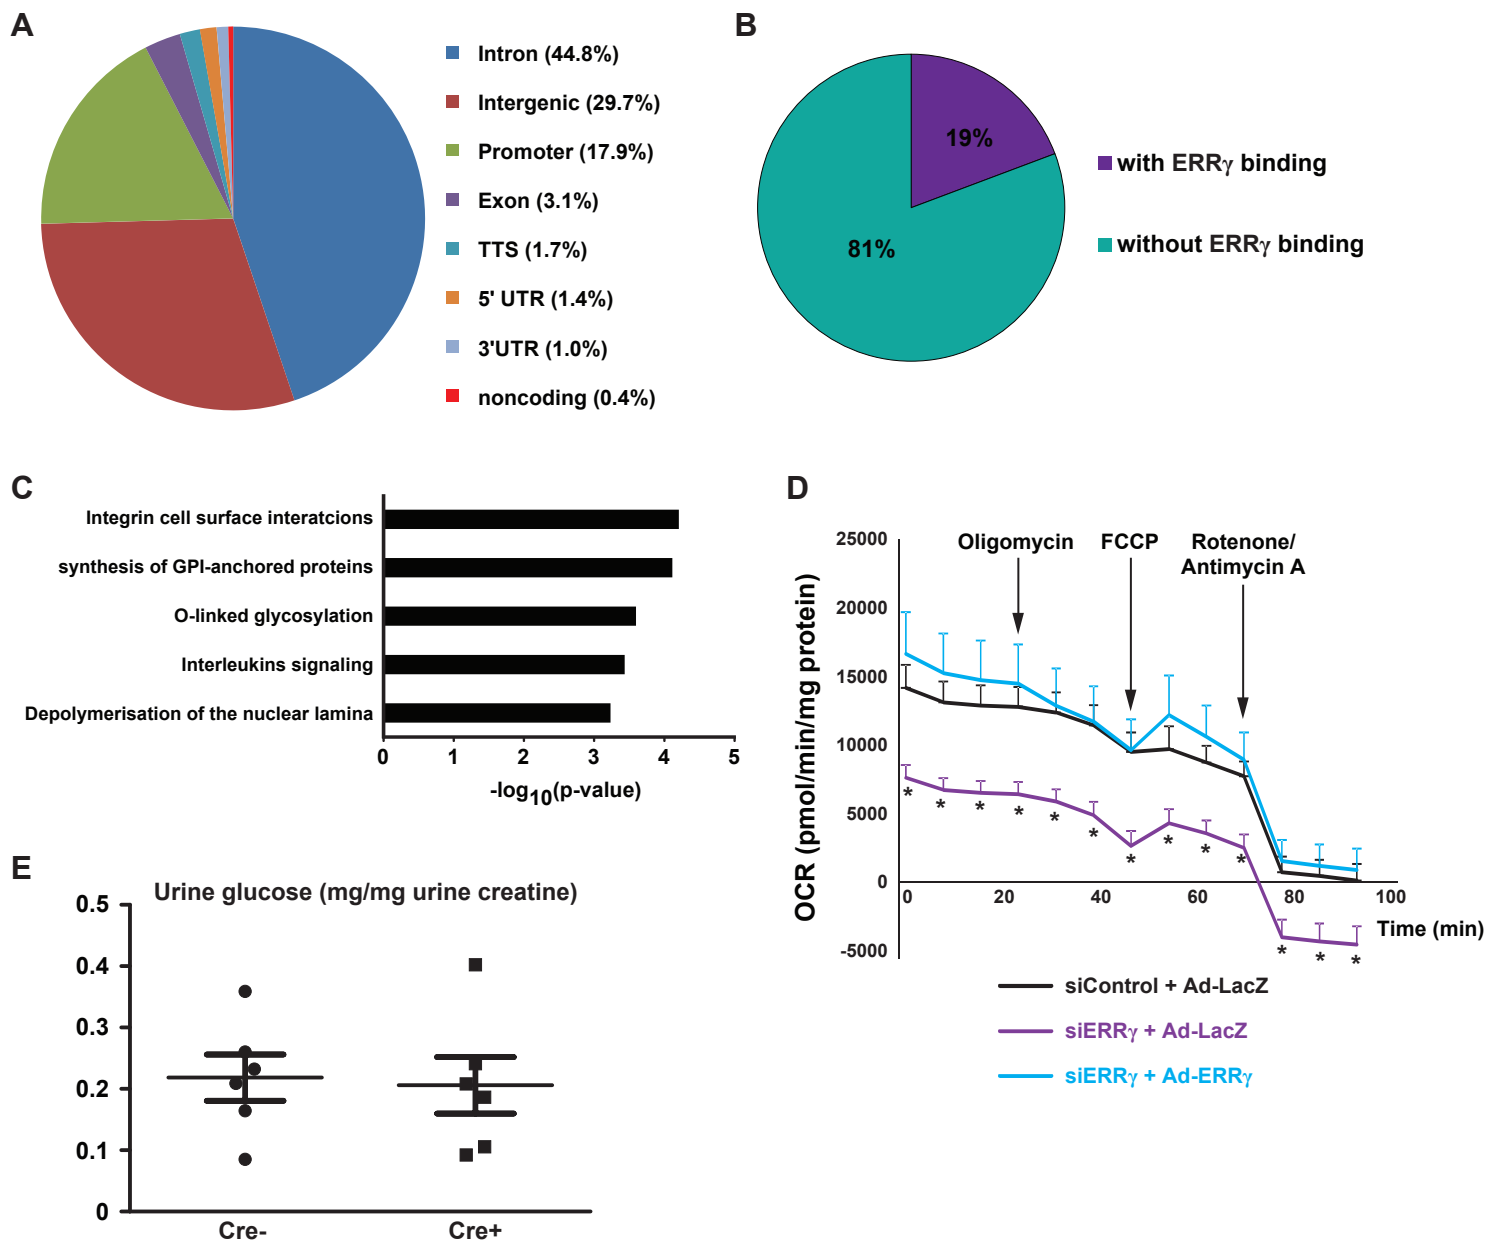 A
Intron (44.8%)
Intergenic (29.7%)
Promoter (17.9%)
Exon (3.1%)
TTS (1.7%)
5' UTR (1.4%)
3'UTR (1.0%)
noncoding (0.4%)
B
19%
81%
with ERRγ binding
without ERRγ binding
C
Integrin cell surface interatcions
synthesis of GPI-anchored proteins
O-linked glycosylation
Interleukins signaling
Depolymerisation of the nuclear lamina
0 1 2 3 4 5
-log10(p-value)
D
OCR (pmol/min/mg protein)
25000
20000
15000
10000
5000
0
-5000
Oligomycin FCCP Rotenone/
Antimycin A
* * * * * * * * * * * * *
0 20 40 60 80 100
Time (min)
siControl + Ad-LacZ
siERRγ + Ad-LacZ
siERRγ + Ad-ERRγ
E
Urine glucose (mg/mg urine creatine)
0.5
0.4
0.3
0.2
0.1
0
Cre- Cre+